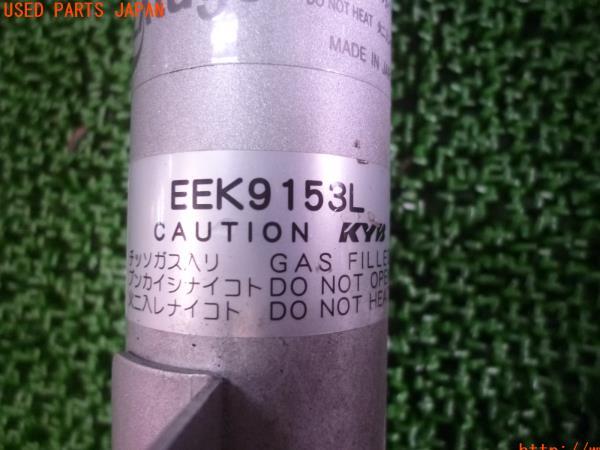 USED PARTS JAPAN
DO NOT HEAT
MADE IN
EEK9153L
CAUTION KYB
チッソガス入リ GAS FILLE
ブンカイシナイコト DO NOT OPE
火ニ入レナイコト DO NOT HEA
http://w